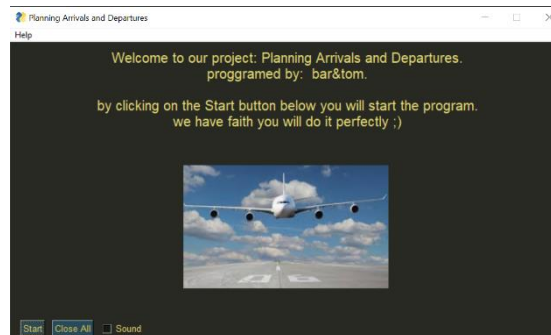 Planning Arrivals and Departures
Help
Welcome to our project: Planning Arrivals and Departures.
proggramed by: bar&tom.
by clicking on the Start button below you will start the program.
we have faith you will do it perfectly ;)
Start Close All Sound